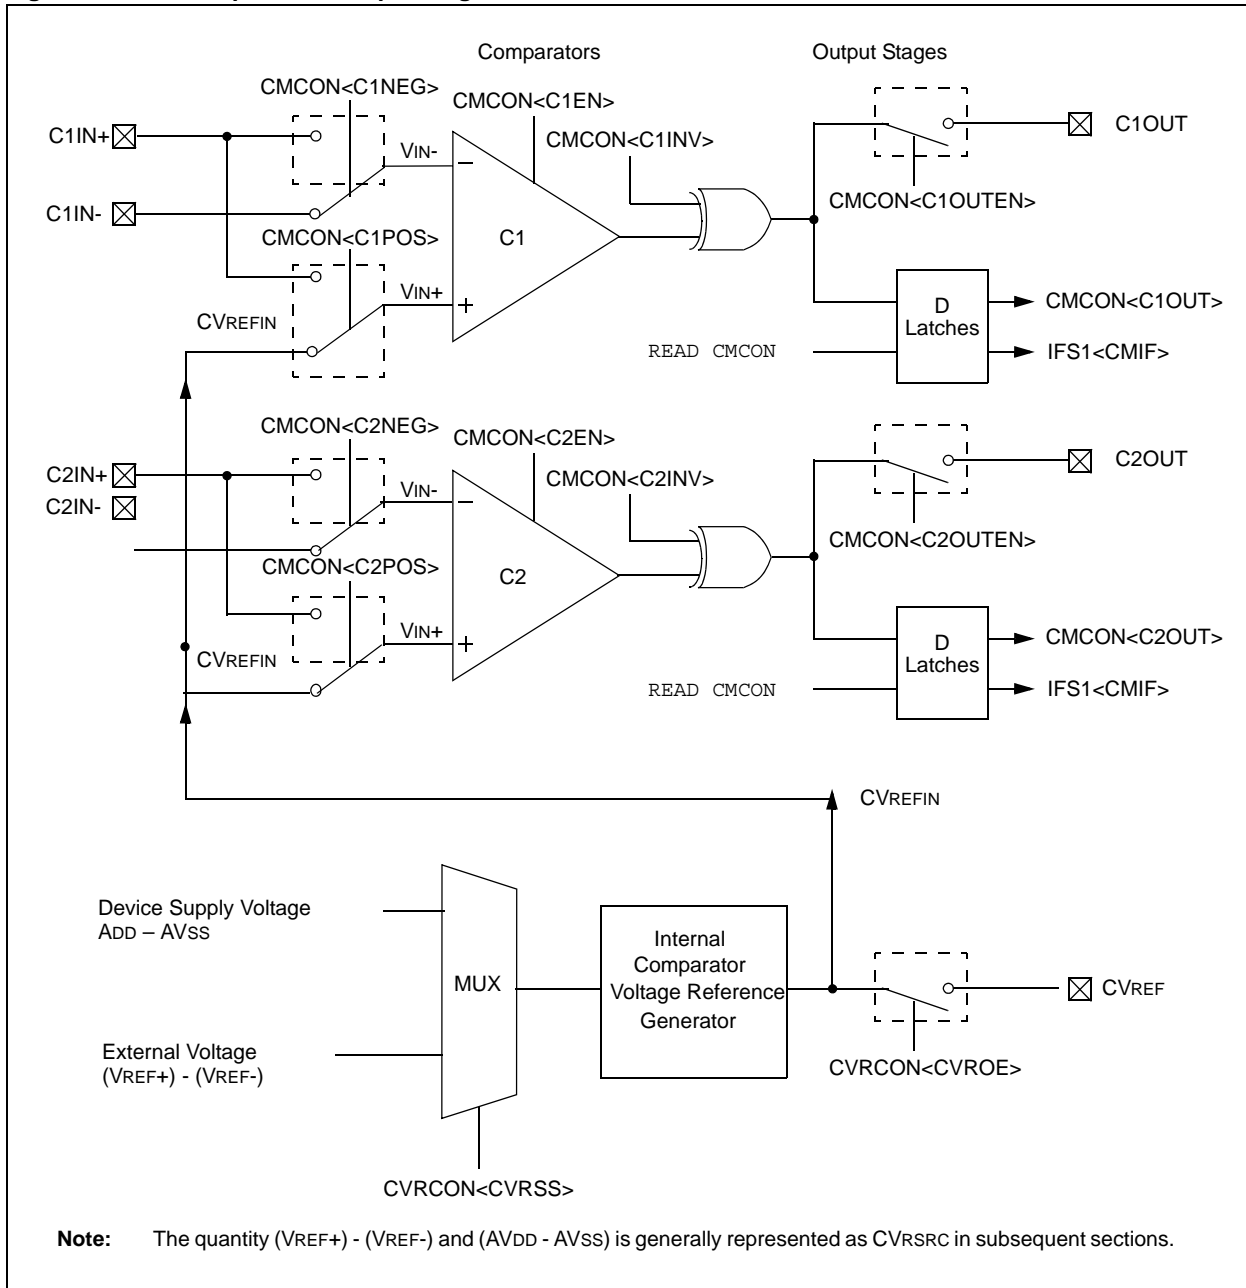 Comparators
Output Stages
CMCON<C1NEG>
CMCON<C1EN>
C1IN+
CMCON<C1INV>
C1OUT
VIN-
C1IN-
CMCON<C1OUTEN>
CMCON<C1POS>
C1
VIN+
CVREFIN
D
Latches
CMCON<C1OUT>
READ CMCON
IFS1<CMIF>
CMCON<C2NEG>
CMCON<C2EN>
C2IN+
CMCON<C2INV>
C2OUT
VIN-
C2IN-
CMCON<C2OUTEN>
CMCON<C2POS>
C2
VIN+
CVREFIN
D
Latches
CMCON<C2OUT>
READ CMCON
IFS1<CMIF>
CVREFIN
Device Supply Voltage
ADD – AVSS
MUX
Internal
Comparator
Voltage Reference
Generator
CVREF
External Voltage
(VREF+) - (VREF-)
CVRCON<CVROE>
CVRCON<CVRSS>
Note: The quantity (VREF+) - (VREF-) and (AVDD - AVSS) is generally represented as CVRSRC in subsequent sections.